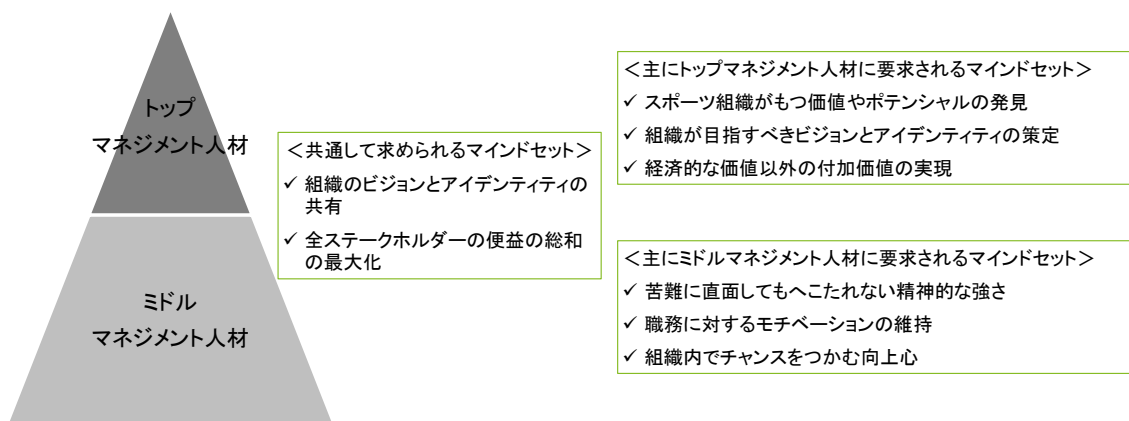 トップ
マネジメント人材
ミドル
マネジメント人材
<共通して求められるマインドセット>
✓ 組織のビジョンとアイデンティティの
共有
✓ 全ステークホルダーの便益の総和
の最大化
<主にトップマネジメント人材に要求されるマインドセット>
✓ スポーツ組織がもつ価値やポテンシャルの発見
✓ 組織が目指すべきビジョンとアイデンティティの策定
✓ 経済的な価値以外の付加価値の実現
<主にミドルマネジメント人材に要求されるマインドセット>
✓ 苦難に直面してもへこたれない精神的な強さ
✓ 職務に対するモチベーションの維持
✓ 組織内でチャンスをつかむ向上心